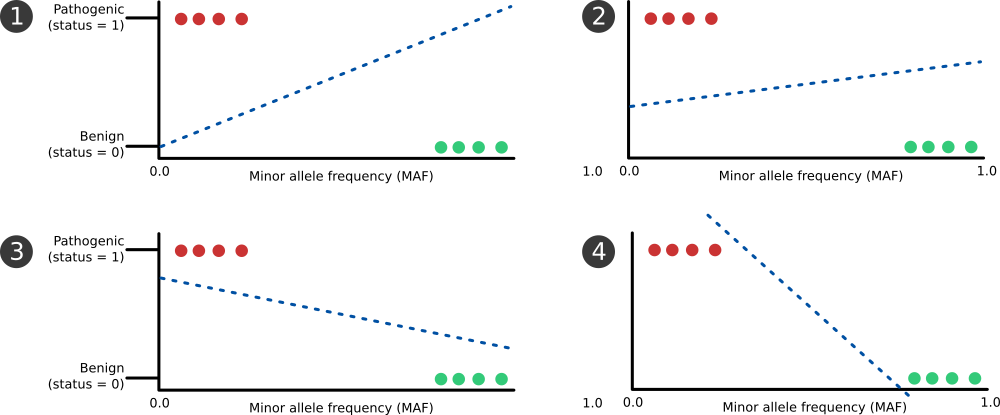 1
Pathogenic
(status = 1)
Benign
(status = 0)
0.0
Minor allele frequency (MAF)
1.0
2
0.0
Minor allele frequency (MAF)
1.0
3
Pathogenic
(status = 1)
Benign
(status = 0)
0.0
Minor allele frequency (MAF)
1.0
4
0.0
Minor allele frequency (MAF)
1.0